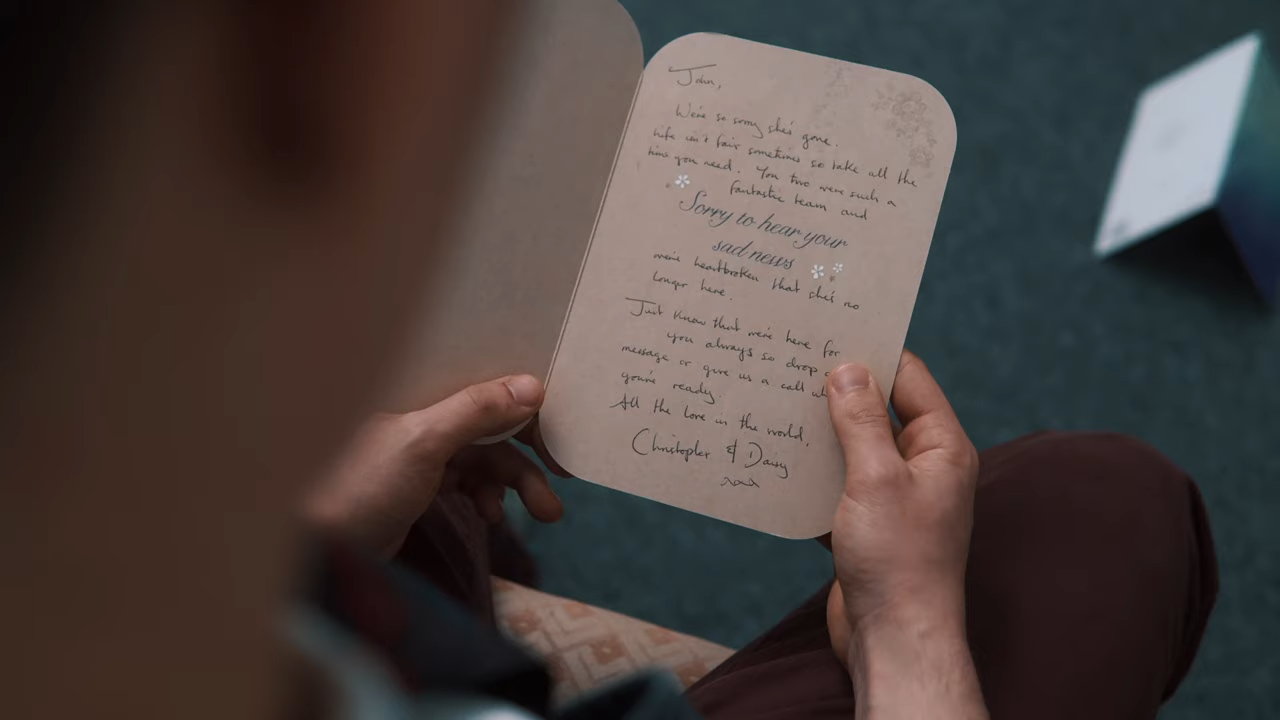 John,
We're so sorry she's gone.
Life isn't fair sometimes so take all the
time you need. You two were such a
fantastic team and
Sorry to hear your
sad news
we're heartbroken that she's no
longer here.
Just know that we're here for
you always so drop
message or give us a call
you're ready.
All the love in the world,
Christopher & Daisy
xxx